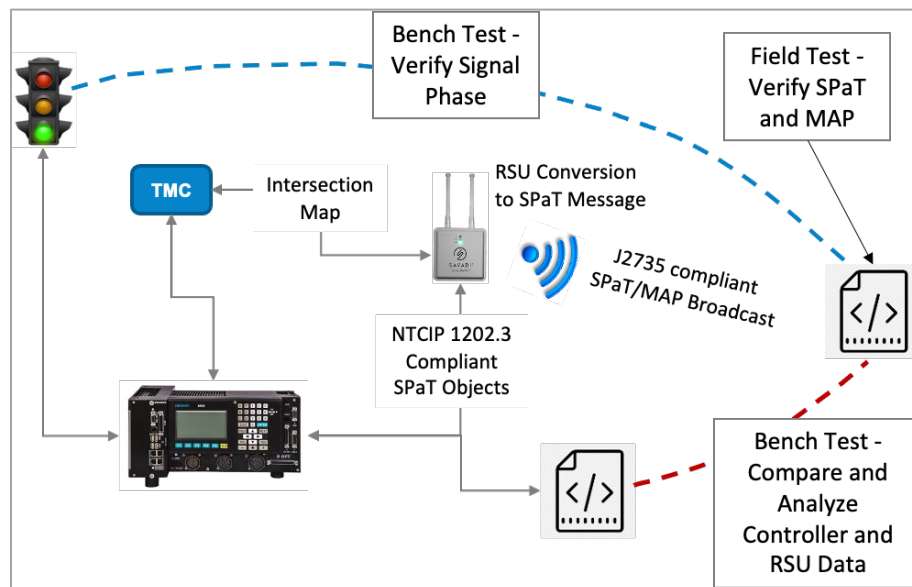 Bench Test -
Verify Signal
Phase
Field Test -
Verify SPaT
and MAP
TMC
Intersection
Map
RSU Conversion
to SPaT Message
SAVARI
J2735 compliant
SPaT/MAP Broadcast
NTCIP 1202.3
Compliant
SPaT Objects
</>
</>
Bench Test -
Compare and
Analyze
Controller and
RSU Data